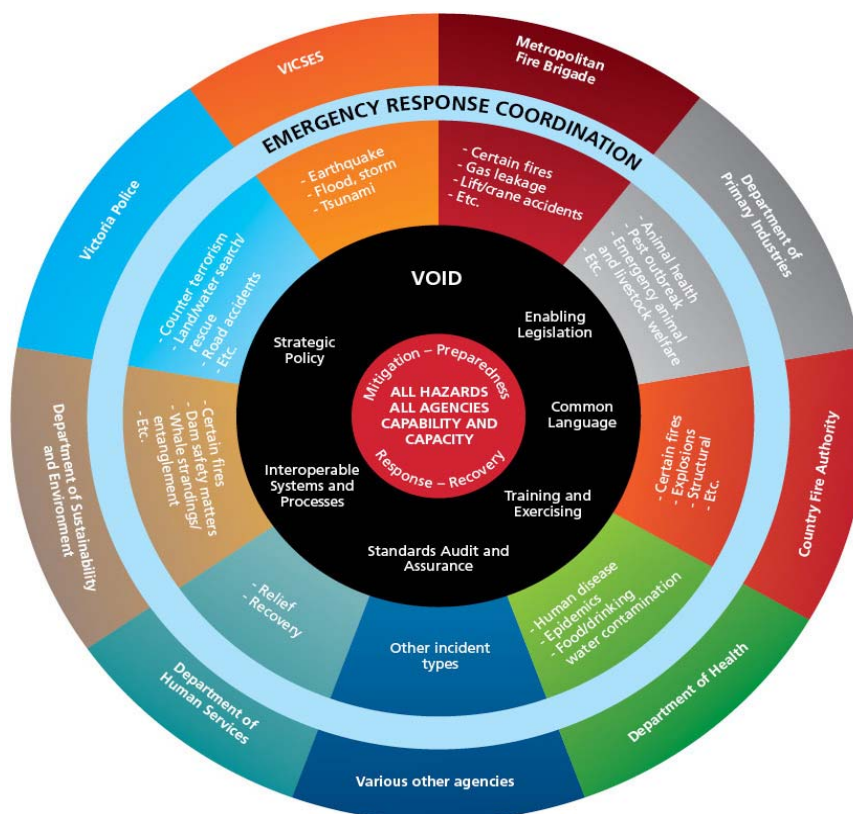 VICSES
Metropolitan
Fire Brigade
Department of
Primary Industries
Country Fire Authority
Department of Health
Various other agencies
Department of
Human Services
Department of Sustainability
and Environment
Victoria Police
EMERGENCY RESPONSE COORDINATION
- Earthquake
- Flood, storm
- Tsunami
- Certain fires
- Gas leakage
- Lift/crane accidents
- Etc.
- Animal health
- Pest outbreak
- Emergency animal
and livestock welfare
- Etc.
- Certain fires
- Explosions
- Structural
- Etc.
- Human disease
- Epidemics
- Food/drinking
water contamination
Other incident
types
- Relief
- Recovery
- Certain fires
- Dam safety matters
- Whale strandings/
entanglement
- Etc.
- Counter terrorism
- Land/water search/
rescue
- Road accidents
- Etc
VOID
Enabling
Legislation
Common
Language
Training and
Exercising
Standards Audit and
Assurance
Interoperable
Systems and
Processes
Strategic
Policy
Mitigation – Preparedness
ALL HAZARDS
ALL AGENCIES
CAPABILITY AND
CAPACITY
Response – Recovery